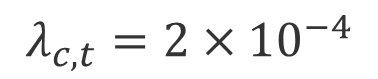 λ_{c,t} = 2 × 10^{−4}